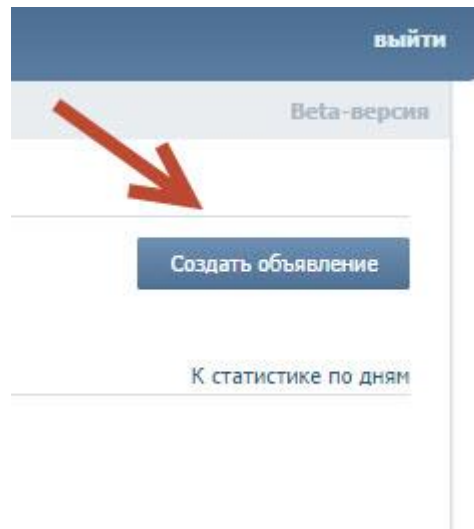 выйти
Beta-версия
Создать объявление
К статистике по дням